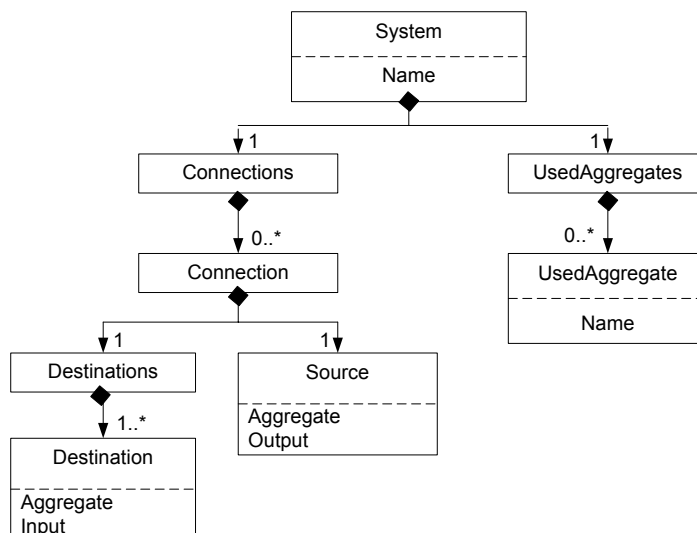 System
Name
1
1
Connections
UsedAggregates
0..*
0..*
Connection
UsedAggregate
Name
1
1
Destinations
Source
Aggregate
Output
1..*
Destination
Aggregate
Input